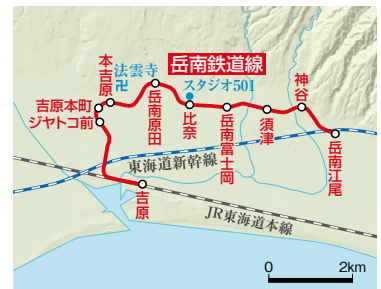 岳南鉄道線
法雲寺
卍
スタジオ501
本吉原
吉原本町
ジヤトコ前
岳南原田
比奈
岳南富士岡
須津
神谷
岳南江尾
東海道新幹線
吉原
JR東海道本線
0 2km